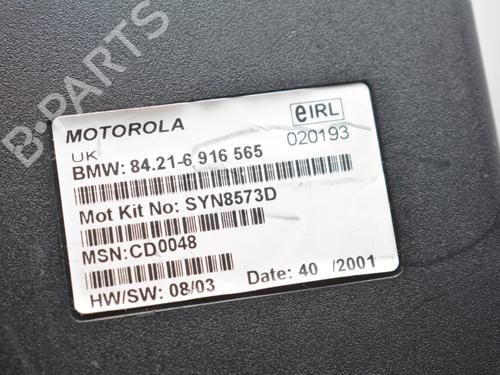 B-PARTS
MOTOROLA
eIRL
020193
UK
BMW: 84.21-6 916 565
Mot Kit No: SYN8573D
MSN:CD0048
HW/SW: 08/03 Date: 40 /2001